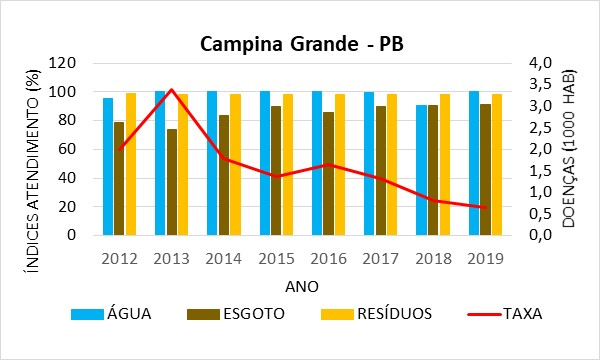 Campina Grande - PB
ÍNDICES ATENDIMENTO (%)
120
100
80
60
40
20
0
4,0
3,5
3,0
2,5
2,0
1,5
1,0
0,5
0,0
DOENÇAS (1000 HAB)
2012 2013 2014 2015 2016 2017 2018 2019
ANO
ÁGUA ESGOTO RESÍDUOS TAXA